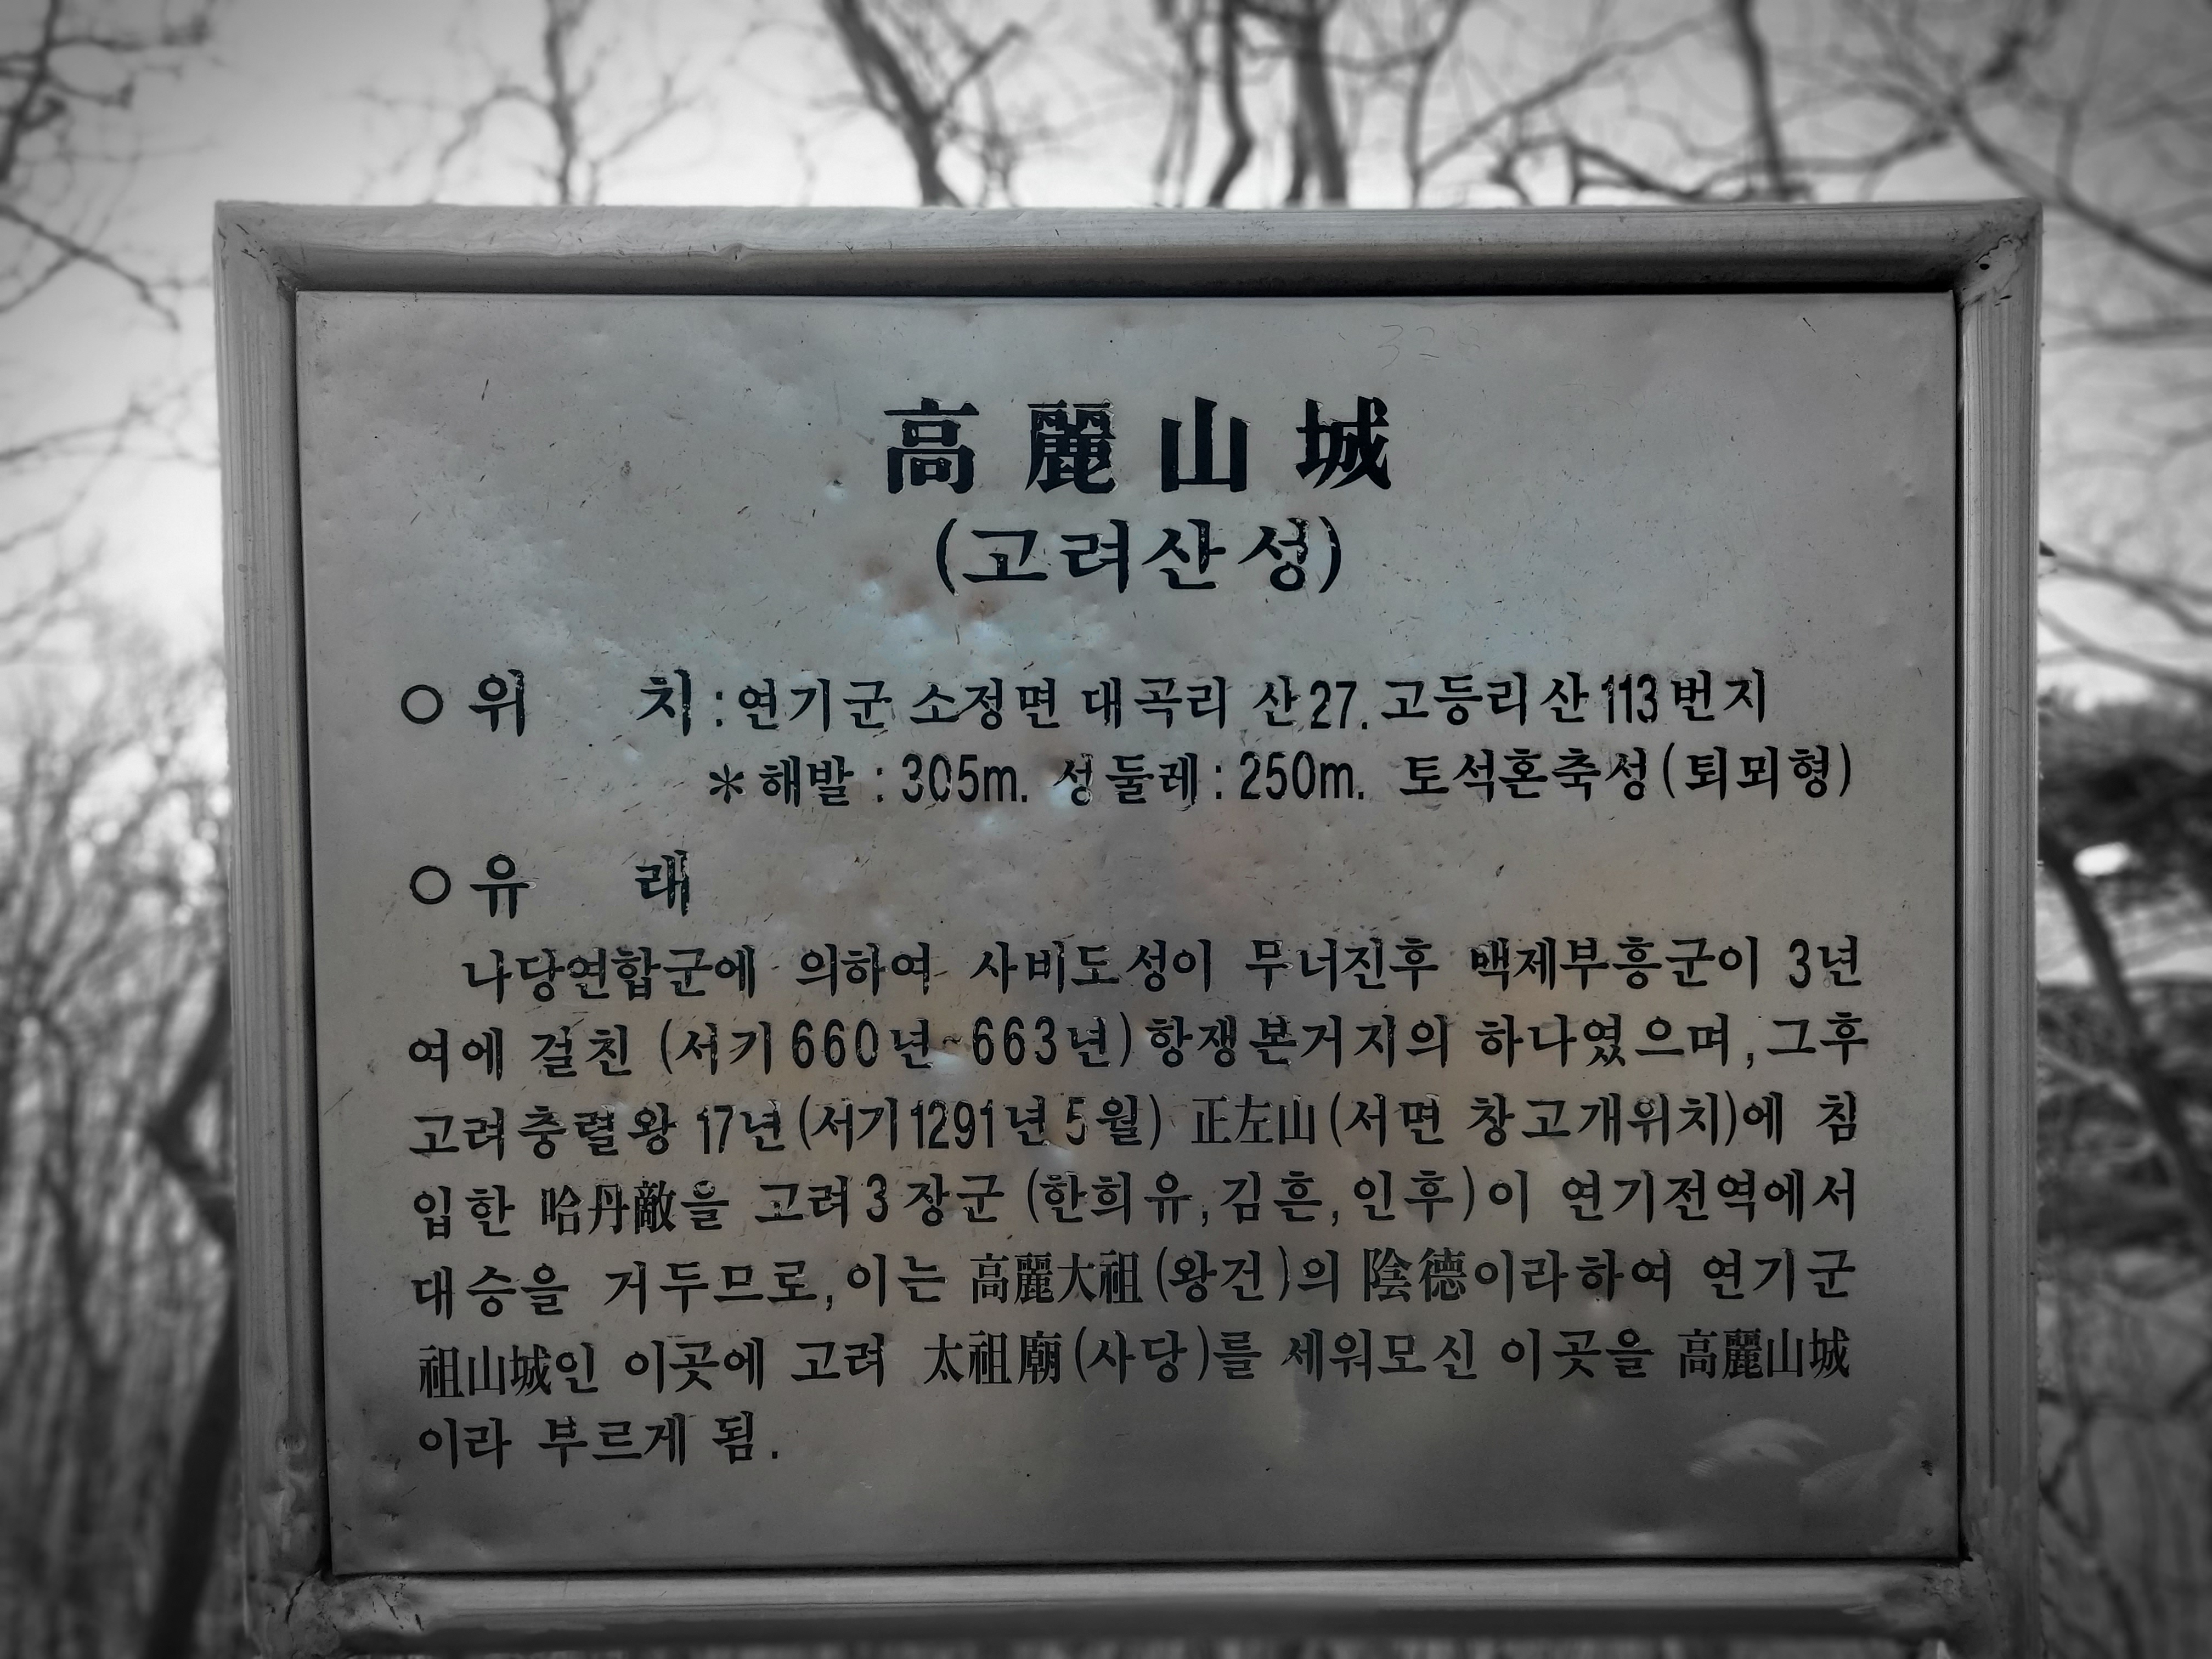 高麗山城
(고려산성)
○ 위 치 : 연기군 소정면 대곡리 산27. 고등리산113번지
＊해발 : 305m. 성둘레 : 250m. 토석혼축성(퇴뫼형)
○ 유 래
나당연합군에 의하여 사비도성이 무너진후 백제부흥군이 3년
여에 걸친 (서기660년~663년)항쟁본거지의 하나였으며,그후
고려충렬왕 17년(서기1291년5월) 正左山(서면 창고개위치)에 침
입한 哈丹敵을 고려3장군 (한희유,김흔,인후)이 연기전역에서
대승을 거두므로,이는 高麗大祖(왕건)의 陰德이라하여 연기군
祖山城인 이곳에 고려 太祖廟(사당)를 세워모신 이곳을 高麗山城
이라 부르게 됨.